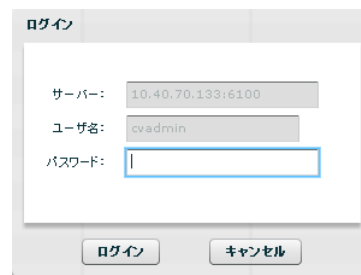 ログイン
サーバー: 10.40.70.133:6100
ユーザ名: cvadmin
パスワード:
ログイン キャンセル